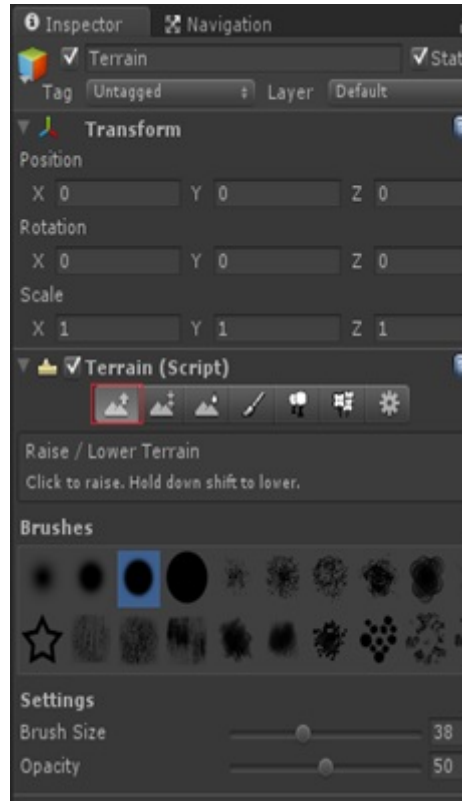 Inspector Navigation
Terrain
Tag Untagged Layer Default
Transform
Position
X 0 Y 0 Z 0
Rotation
X 0 Y 0 Z 0
Scale
X 1 Y 1 Z 1
Terrain (Script)
Raise / Lower Terrain
Click to raise. Hold down shift to lower.
Brushes
Settings
Brush Size 38
Opacity 50